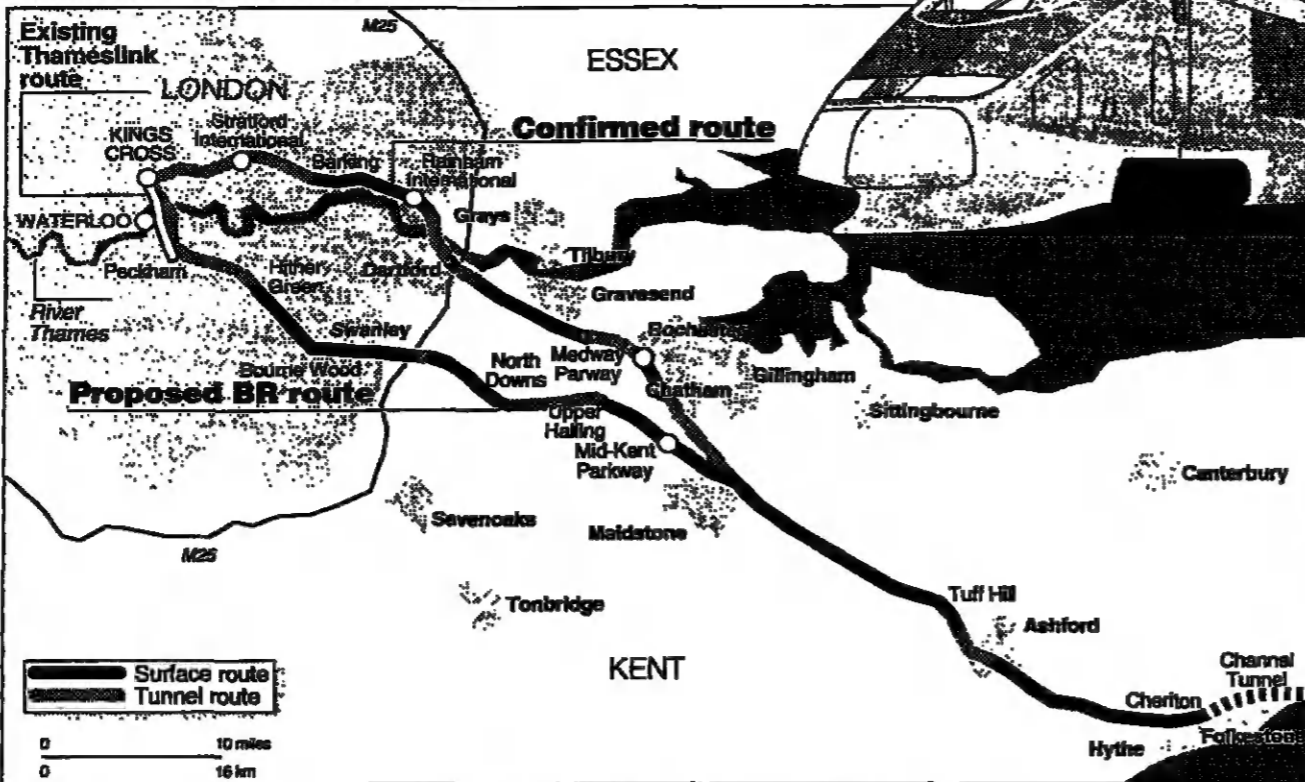 Existing
Thameslink
route
M25
ESSEX
LONDON
Confirmed route
KINGS
CROSS
Stratford
International
Barking
Rainham
International
WATERLOO
Grays
Tilbury
Peckham
Hither
Green
Dartford
Gravesend
River
Thames
Swanley
Bourne Wood
North
Downs
Medway
Parway
Chatham
Gillingham
Proposed BR route
Sittingbourne
Upper
Halling
Mid-Kent
Parkway
Canterbury
Sevenoaks
Maidstone
M25
Tonbridge
Tuff Hill
Ashford
KENT
Surface route
Tunnel route
Channel
Tunnel
Cheriton
Hythe
0 10 miles
0 16 km